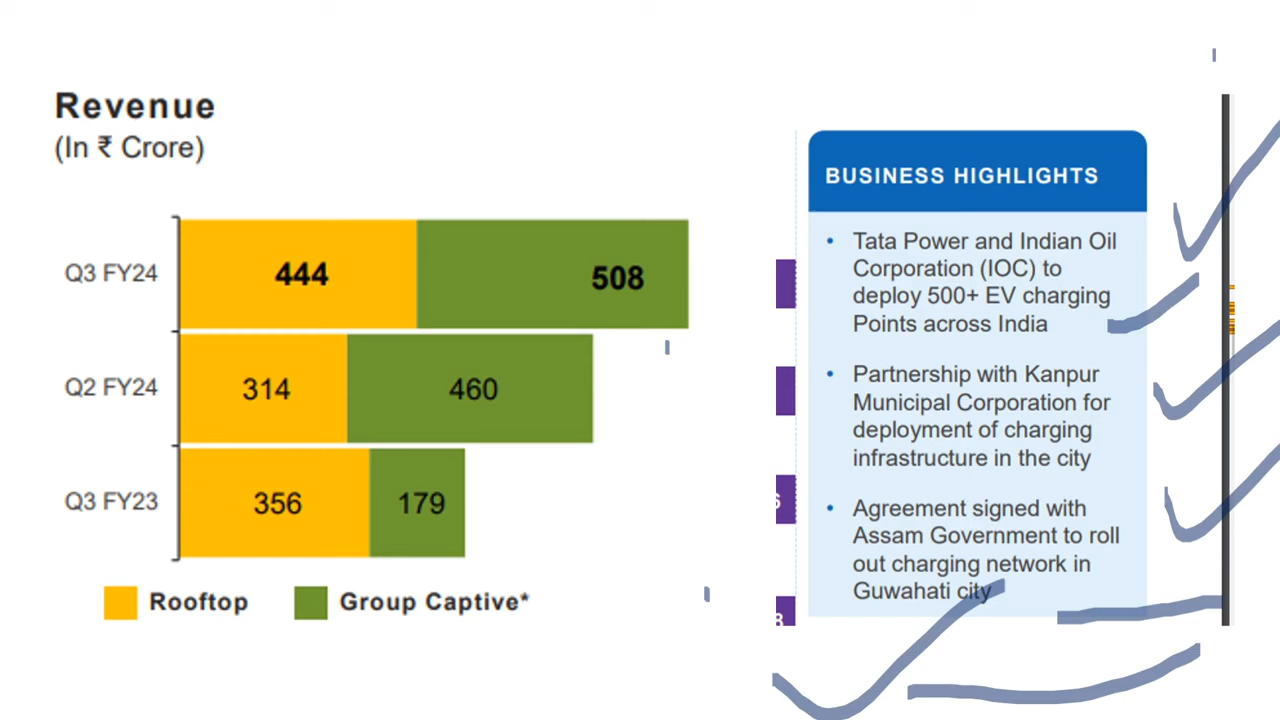 Revenue
(In ₹ Crore)
Q3 FY24
444
508
Q2 FY24
314
460
Q3 FY23
356
179
Rooftop
Group Captive*
BUSINESS HIGHLIGHTS
• Tata Power and Indian Oil
Corporation (IOC) to
deploy 500+ EV charging
Points across India
• Partnership with Kanpur
Municipal Corporation for
deployment of charging
infrastructure in the city
• Agreement signed with
Assam Government to roll
out charging network in
Guwahati city